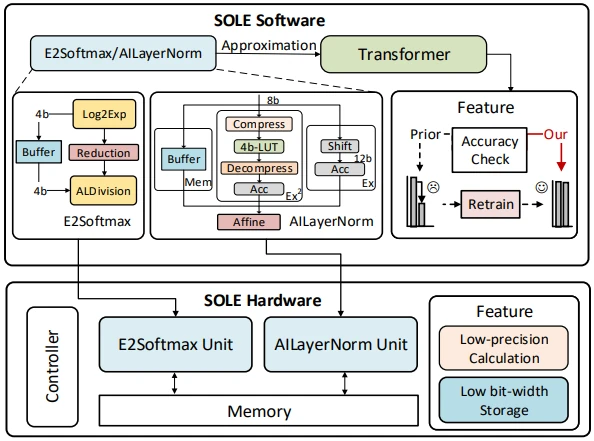 SOLE Software
E2Softmax/AILayerNorm
Approximation
Transformer
4b
Log2Exp
Buffer
Reduction
4b
ALDivision
E2Softmax
8b
Compress
4b-LUT
Decompress
Acc
Ex²
Buffer
Mem
Shift
12b
Acc
Ex
Affine
AILayerNorm
Feature
Prior
Accuracy
Check
Our
Retrain
SOLE Hardware
Controller
E2Softmax Unit
AILayerNorm Unit
Memory
Feature
Low-precision
Calculation
Low bit-width
Storage